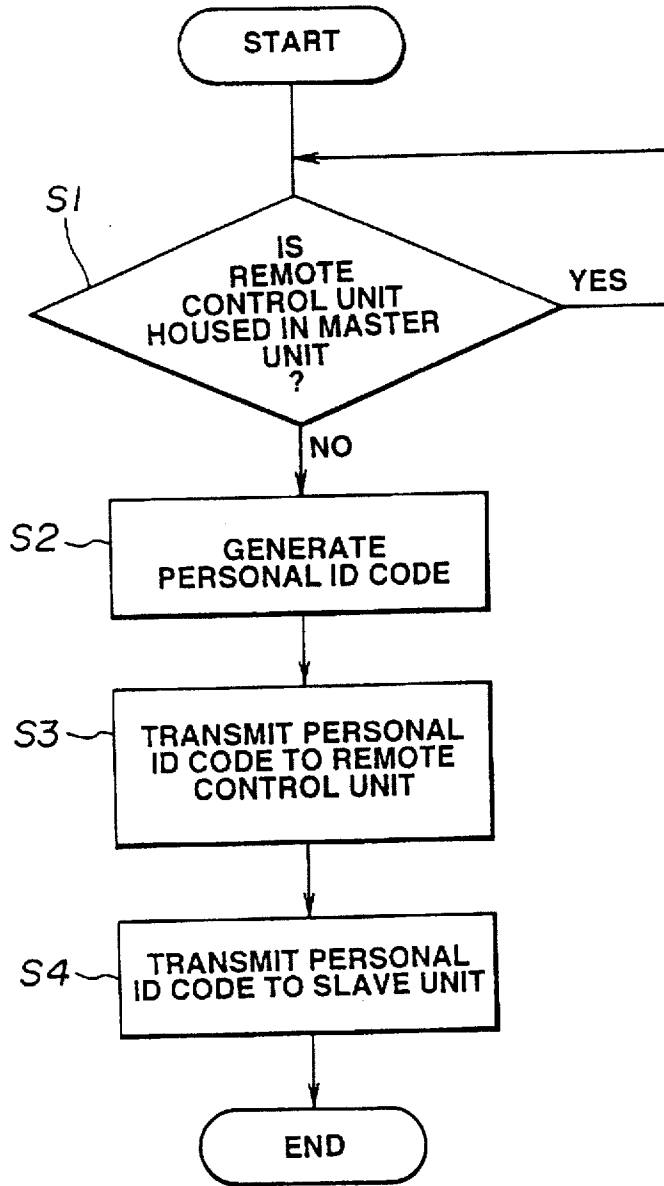 START
S1
IS
REMOTE
CONTROL UNIT
HOUSED IN MASTER
UNIT
?
YES
NO
S2
GENERATE
PERSONAL ID CODE
S3
TRANSMIT PERSONAL
ID CODE TO REMOTE
CONTROL UNIT
S4
TRANSMIT PERSONAL
ID CODE TO SLAVE UNIT
END